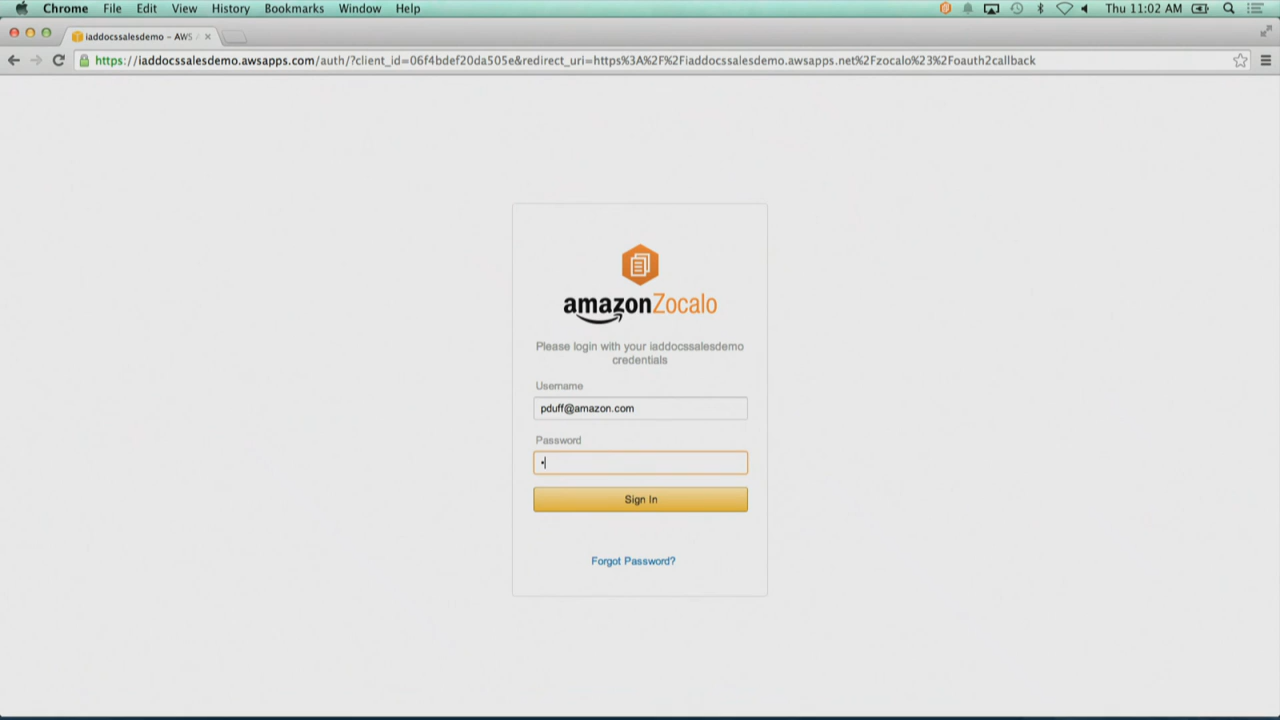 Chrome File Edit View History Bookmarks Window Help Thu 11:02 AM
iaddocssalesdemo – AWS
https://iaddocssalesdemo.awsapps.com/auth/?client_id=06f4bdef20da505e&redirect_uri=https%3A%2F%2Fiaddocssalesdemo.awsapps.net%2Fzocalo%23%2Foauth2callback
amazonZocalo
Please login with your iaddocssalesdemo
credentials
Username
pduff@amazon.com
Password
Sign In
Forgot Password?